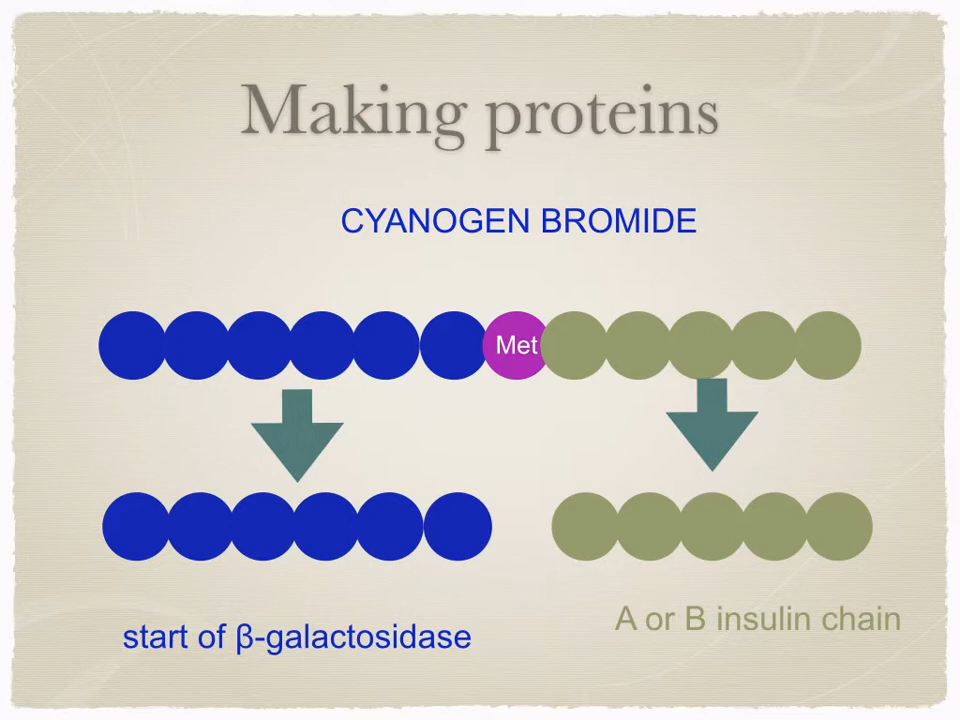 Making proteins
CYANOGEN BROMIDE
Met
A or B insulin chain
start of β-galactosidase